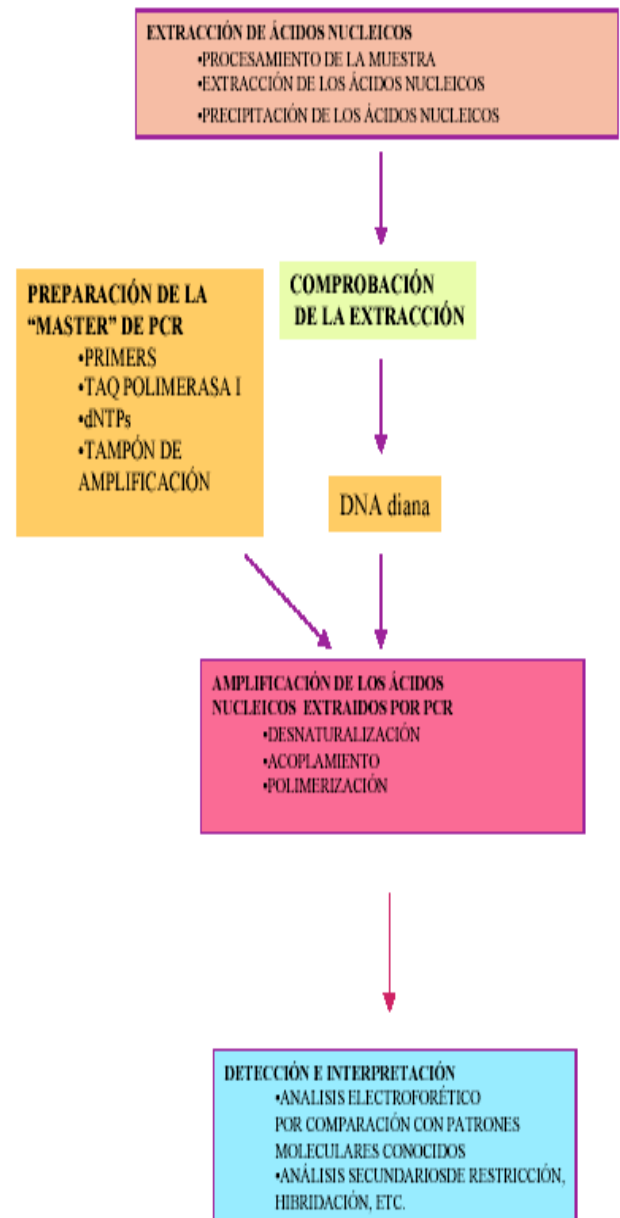 EXTRACCIÓN DE ÁCIDOS NUCLEICOS
•PROCESAMIENTO DE LA MUESTRA
•EXTRACCIÓN DE LOS ÁCIDOS NUCLEICOS
•PRECIPITACIÓN DE LOS ÁCIDOS NUCLEICOS
PREPARACIÓN DE LA
“MASTER” DE PCR
•PRIMERS
•TAQ POLIMERASA I
•dNTPs
•TAMPÓN DE
AMPLIFICACIÓN
COMPROBACIÓN
DE LA EXTRACCIÓN
DNA diana
AMPLIFICACIÓN DE LOS ÁCIDOS
NUCLEICOS EXTRAIDOS POR PCR
•DESNATURALIZACIÓN
•ACOPLAMIENTO
•POLIMERIZACIÓN
DETECCIÓN E INTERPRETACIÓN
•ANALISIS ELECTROFORÉTICO
POR COMPARACIÓN CON PATRONES
MOLECULARES CONOCIDOS
•ANÁLISIS SECUNDARIOSDE RESTRICCIÓN,
HIBRIDACIÓN, ETC.